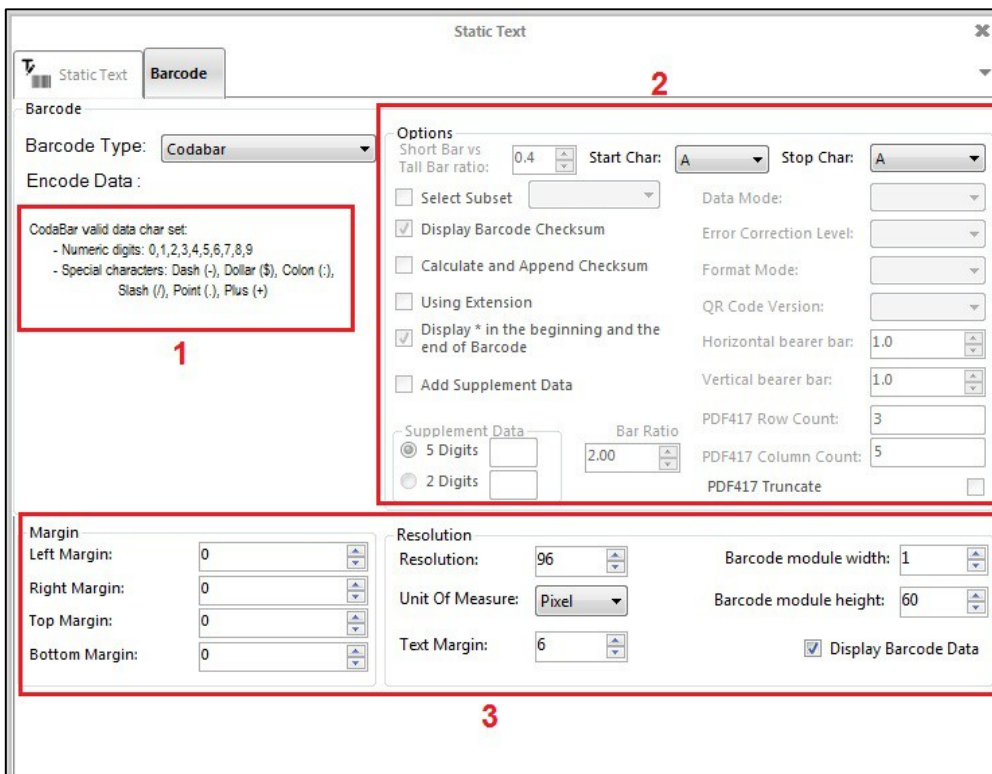 Static Text
Static Text
Barcode
2
Barcode
Barcode Type: Codabar
Encode Data :
CodaBar valid data char set:
- Numeric digits: 0,1,2,3,4,5,6,7,8,9
- Special characters: Dash (-), Dollar ($), Colon (:),
Slash (/), Point (.), Plus (+)
1
Options
Short Bar vs
Tall Bar ratio: 0.4 Start Char: A Stop Char: A
Select Subset Data Mode:
Display Barcode Checksum Error Correction Level:
Calculate and Append Checksum Format Mode:
Using Extension QR Code Version:
Display * in the beginning and the
end of Barcode Horizontal bearer bar: 1.0
Add Supplement Data Vertical bearer bar: 1.0
Supplement Data Bar Ratio PDF417 Row Count: 3
5 Digits 2.00 PDF417 Column Count: 5
2 Digits PDF417 Truncate
Margin
Left Margin: 0
Right Margin: 0
Top Margin: 0
Bottom Margin: 0
Resolution
Resolution: 96 Barcode module width: 1
Unit Of Measure: Pixel Barcode module height: 60
Text Margin: 6 Display Barcode Data
3